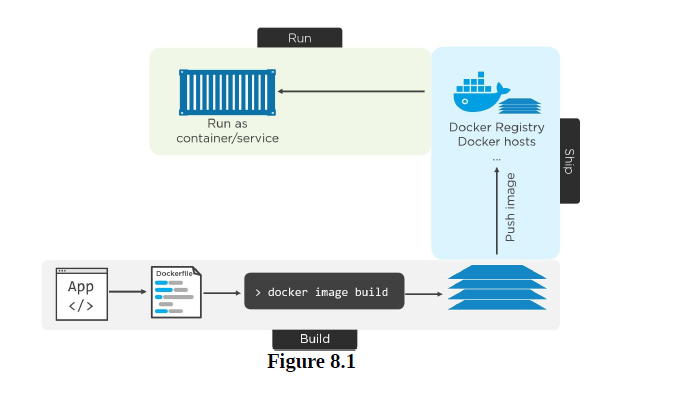 Run
Run as
container/service
Docker Registry
Docker hosts
...
Ship
Push image
App
</>
Dockerfile
> docker image build
Build
Figure 8.1